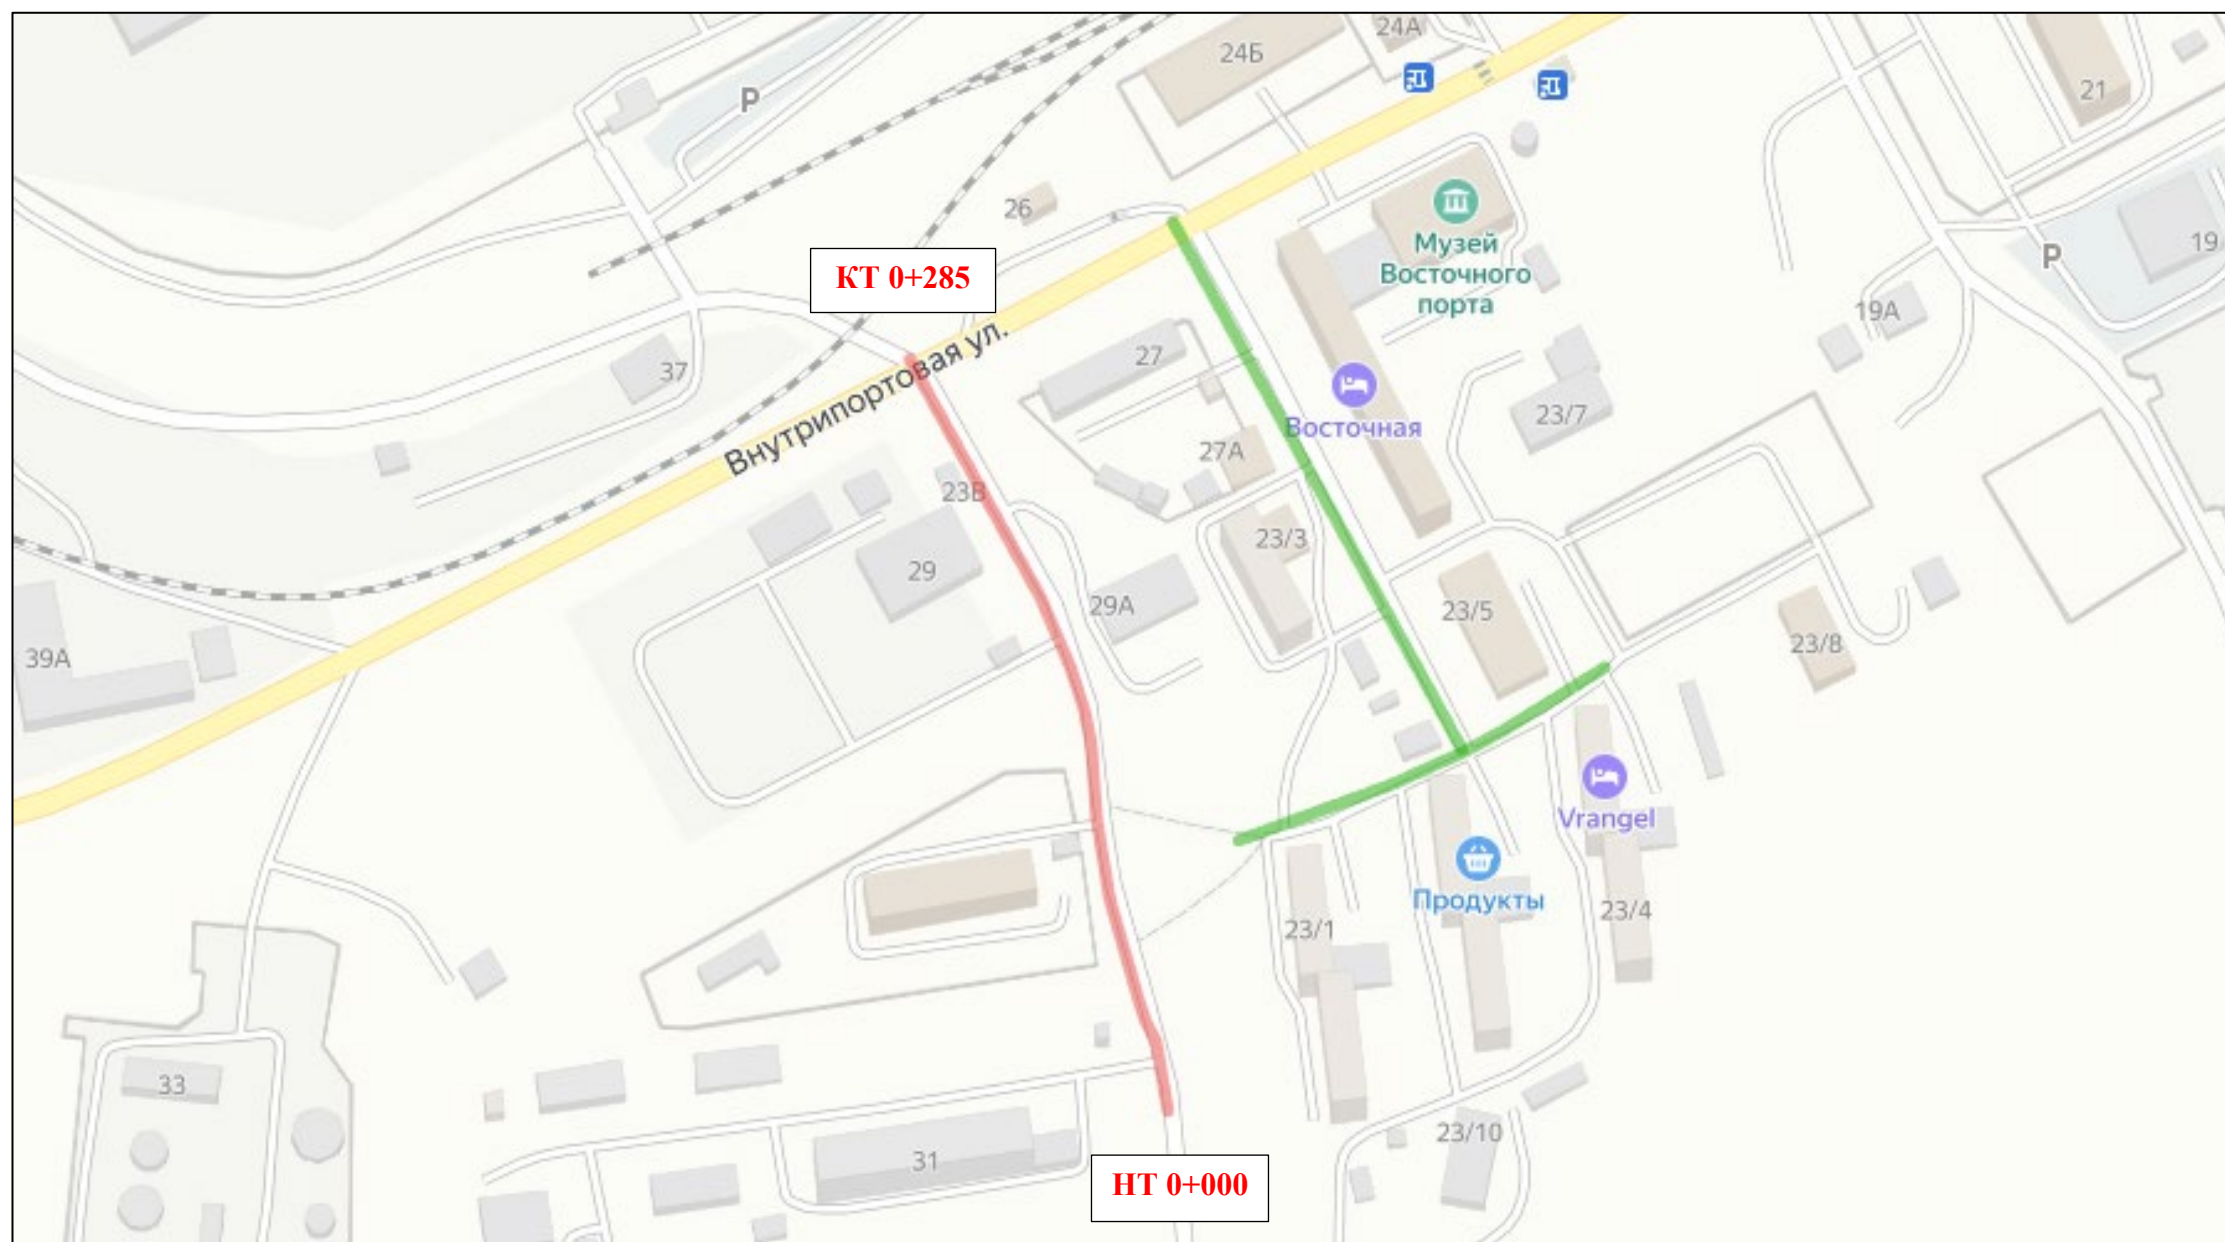 24А
24Б
21
P
26
Музей
Восточного
порта
19
P
КТ 0+285
19А
Внутрипортовая ул.
27
37
Восточная
23/7
27А
23В
23/3
29
29А
23/5
23/8
39А
Vrangel
Продукты
23/4
23/1
33
23/10
31
НТ 0+000